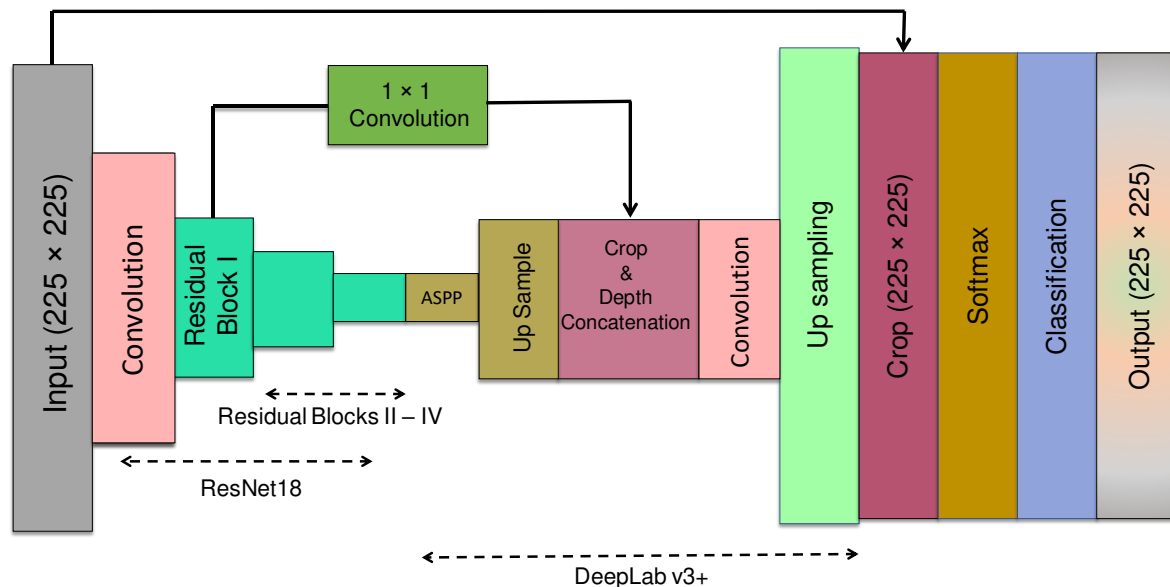 Input (225 × 225)
Convolution
Residual
Block I
1 × 1
Convolution
Residual Blocks II – IV
ResNet18
ASPP
Up Sample
Crop
&
Depth
Concatenation
Convolution
Up sampling
Crop (225 × 225)
Softmax
Classification
Output (225 × 225)
DeepLab v3+